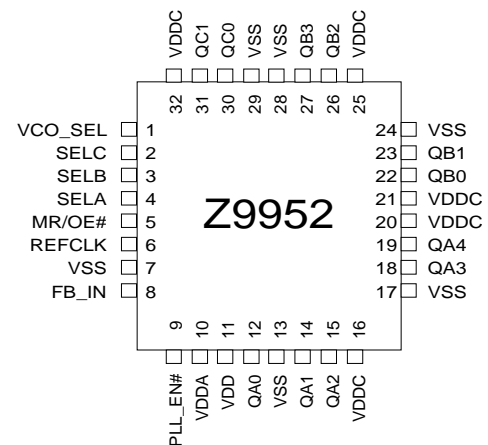 VDDC QC1 QC0 VSS VSS QB3 QB2 VDDC
32 31 30 29 28 27 26 25
VCO_SEL 1
SELC 2
SELB 3
SELA 4
MR/OE# 5
REFCLK 6
VSS 7
FB_IN 8
Z9952
24 VSS
23 QB1
22 QB0
21 VDDC
20 VDDC
19 QA4
18 QA3
17 VSS
9 10 11 12 13 14 15 16
PLL_EN# VDDA VDD QA0 VSS QA1 QA2 VDDC